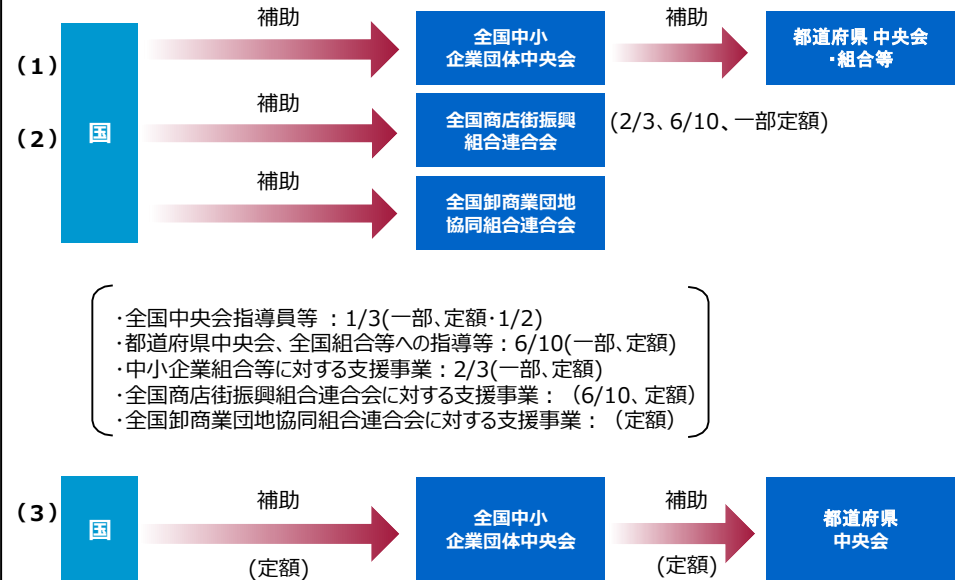 補助
補助
(1)
全国中小
企業団体中央会
都道府県 中央会
・組合等
補助
(2)
国
全国商店街振興
組合連合会
(2/3、6/10、一部定額)
補助
全国卸商業団地
協同組合連合会
・全国中央会指導員等 : 1/3(一部、定額・1/2)
・都道府県中央会、全国組合等への指導等 : 6/10(一部、定額)
・中小企業組合等に対する支援事業 : 2/3(一部、定額)
・全国商店街振興組合連合会に対する支援事業 : (6/10、定額)
・全国卸商業団地協同組合連合会に対する支援事業 : (定額)
(3)
国
補助
(定額)
全国中小
企業団体中央会
補助
(定額)
都道府県
中央会